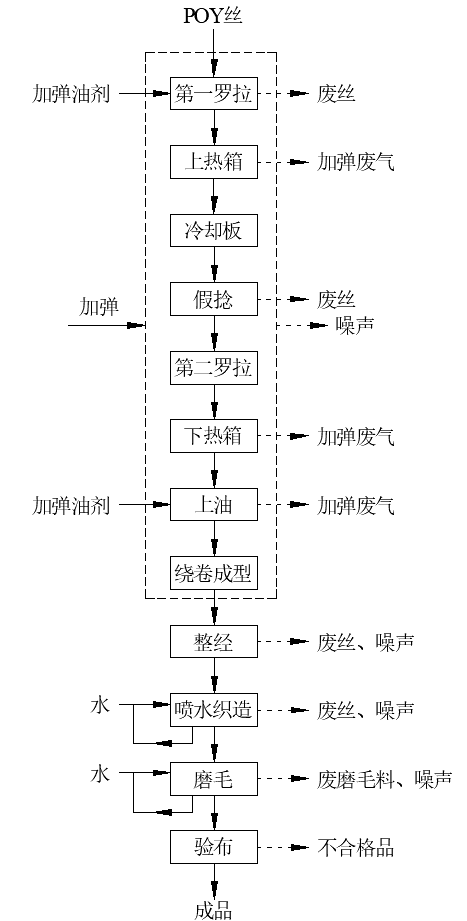 POY丝
加弹油剂 第一罗拉 废丝
上热箱 加弹废气
冷却板
假捻 废丝
加弹 噪声
第二罗拉
下热箱 加弹废气
加弹油剂 上油 加弹废气
绕卷成型
整经 废丝、噪声
水 喷水织造 废丝、噪声
水 磨毛 废磨毛料、噪声
验布 不合格品
成品